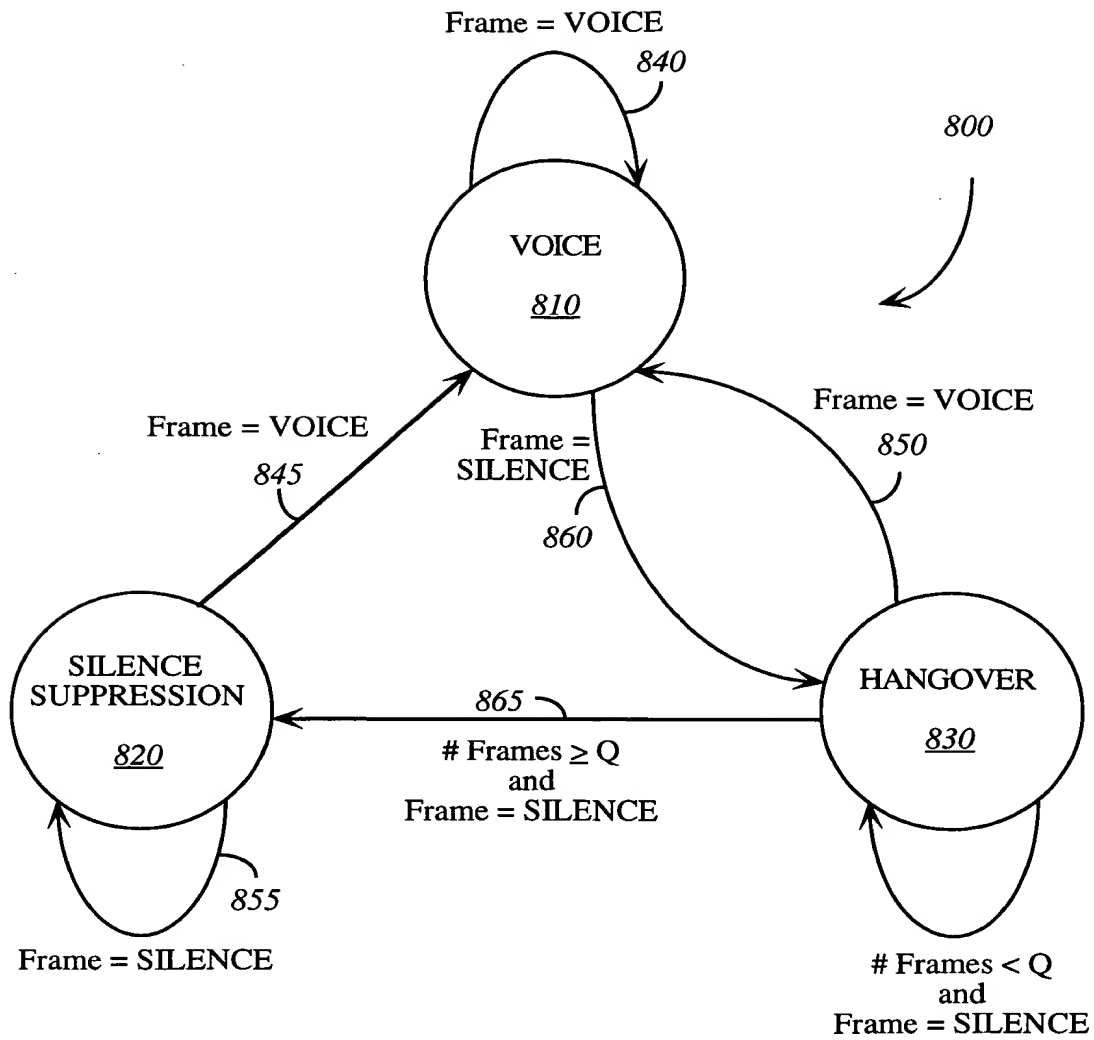 Frame = VOICE
840
800
VOICE
810
Frame = VOICE
845
Frame =
SILENCE
860
Frame = VOICE
850
SILENCE
SUPPRESSION
820
HANGOVER
830
865
# Frames ≥ Q
and
Frame = SILENCE
855
Frame = SILENCE
# Frames < Q
and
Frame = SILENCE